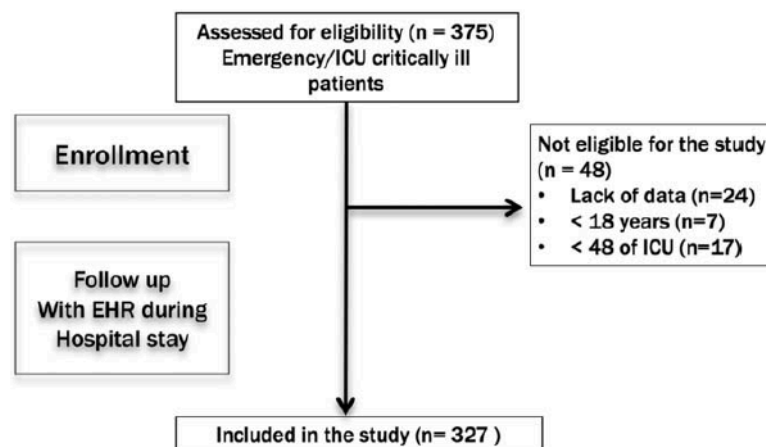 Assessed for eligibility (n = 375)
Emergency/ICU critically ill
patients
Enrollment
Not eligible for the study
(n = 48)
• Lack of data (n=24)
• < 18 years (n=7)
• < 48 of ICU (n=17)
Follow up
With EHR during
Hospital stay
Included in the study (n= 327 )